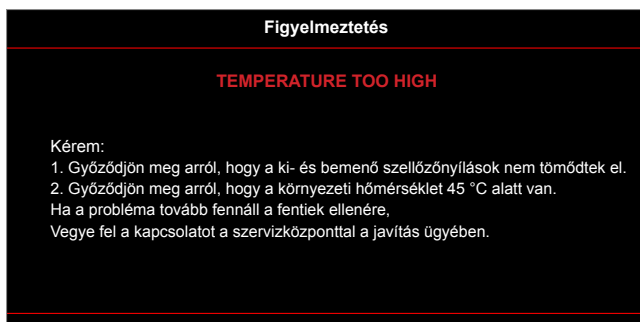 Figyelmeztetés
TEMPERATURE TOO HIGH
Kérem:
1. Győződjön meg arról, hogy a ki- és bemenő szellőzőnyílások nem tömődtek el.
2. Győződjön meg arról, hogy a környezeti hőmérséklet 45 °C alatt van.
Ha a probléma tovább fennáll a fentiek ellenére,
Vegye fel a kapcsolatot a szervizközponttal a javítás ügyében.